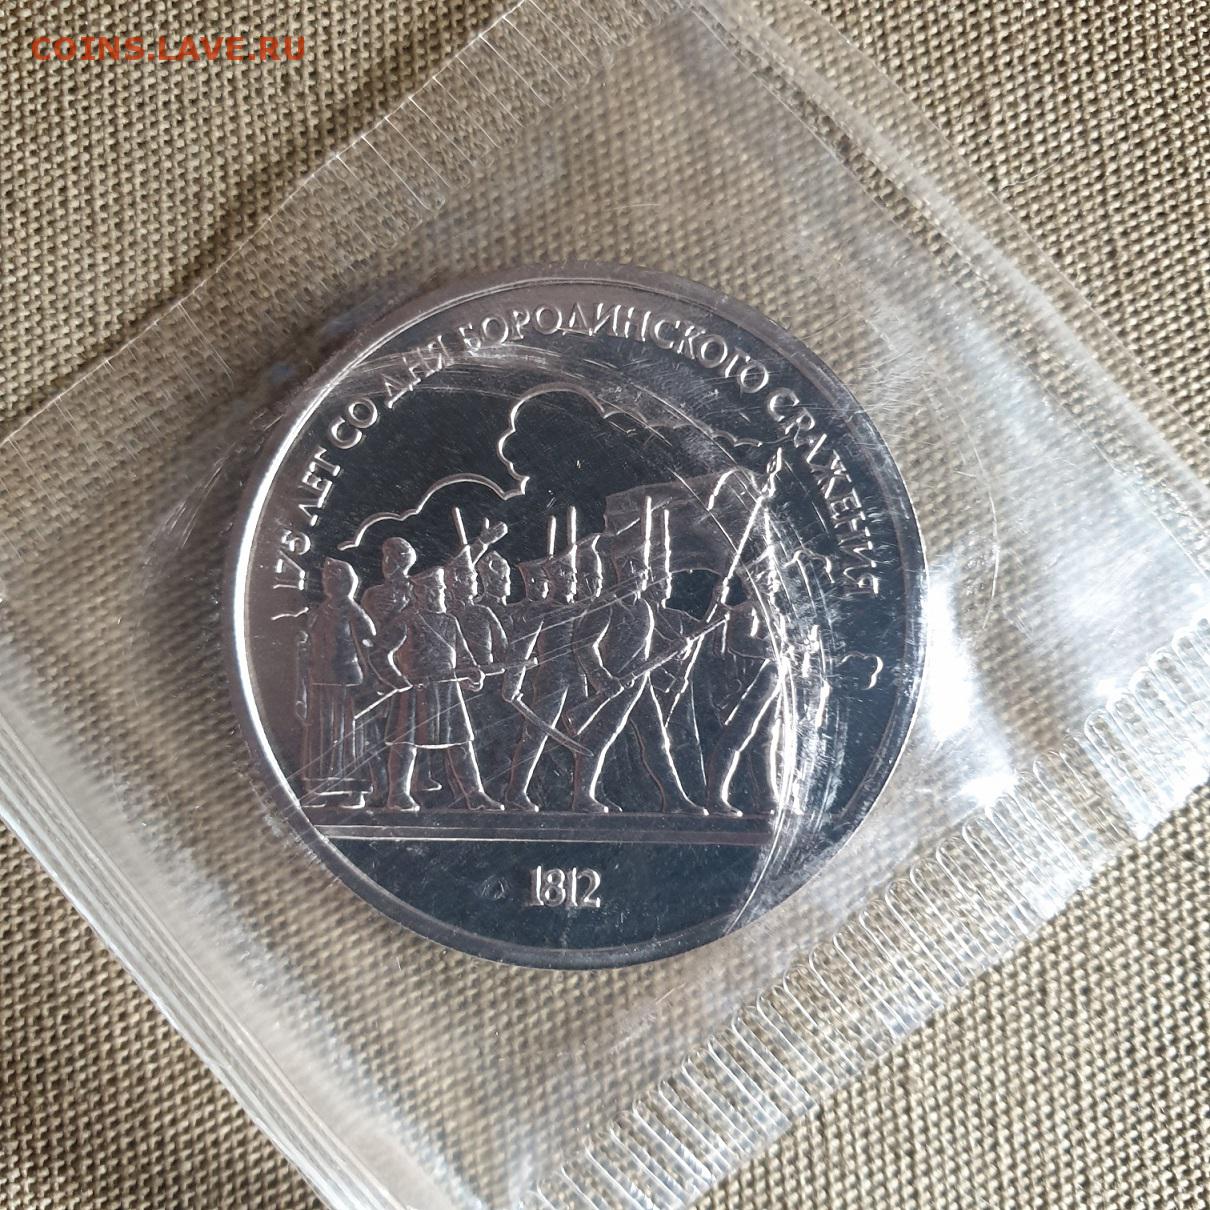 COINS.LAVE.RU
175 ЛЕТ СО ДНЯ БОРОДИНСКОГО СРАЖЕНИЯ
1812